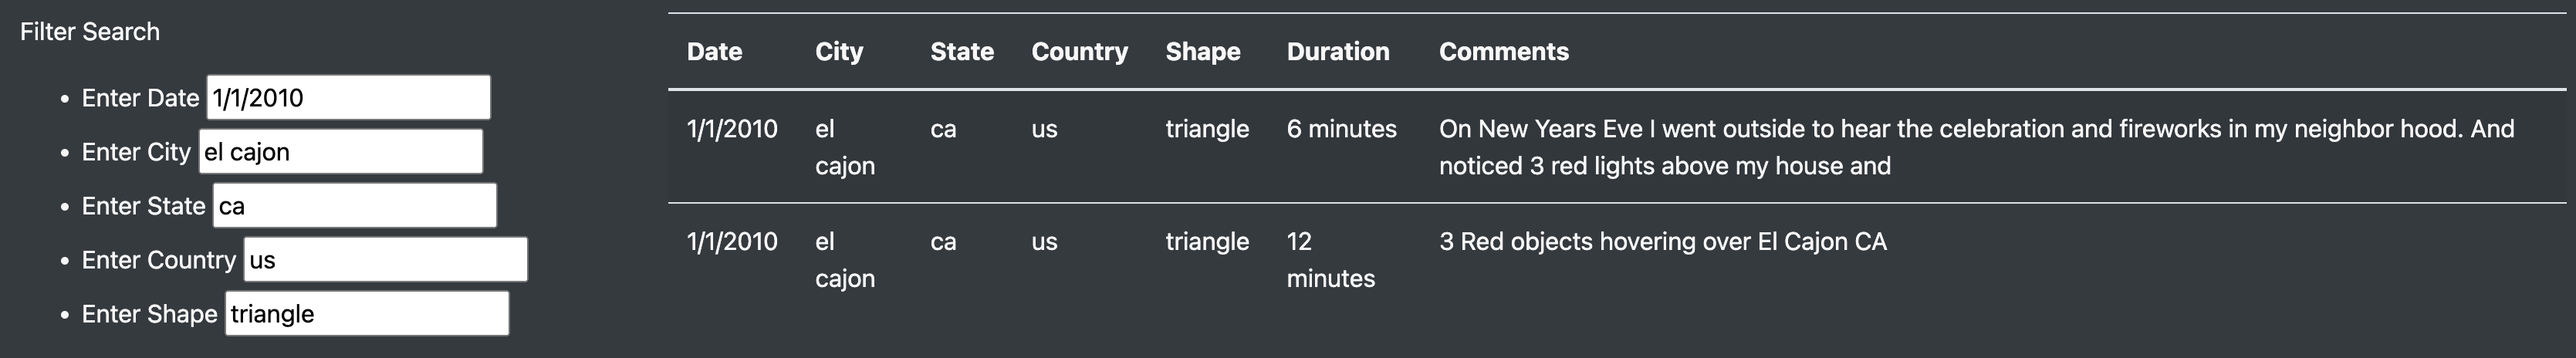 Filter Search
Enter Date 1/1/2010
Enter City el cajon
Enter State ca
Enter Country us
Enter Shape triangle
Date City State Country Shape Duration Comments
1/1/2010 el cajon ca us triangle 6 minutes On New Years Eve I went outside to hear the celebration and fireworks in my neighbor hood. And
noticed 3 red lights above my house and
1/1/2010 el cajon ca us triangle 12 minutes 3 Red objects hovering over El Cajon CA